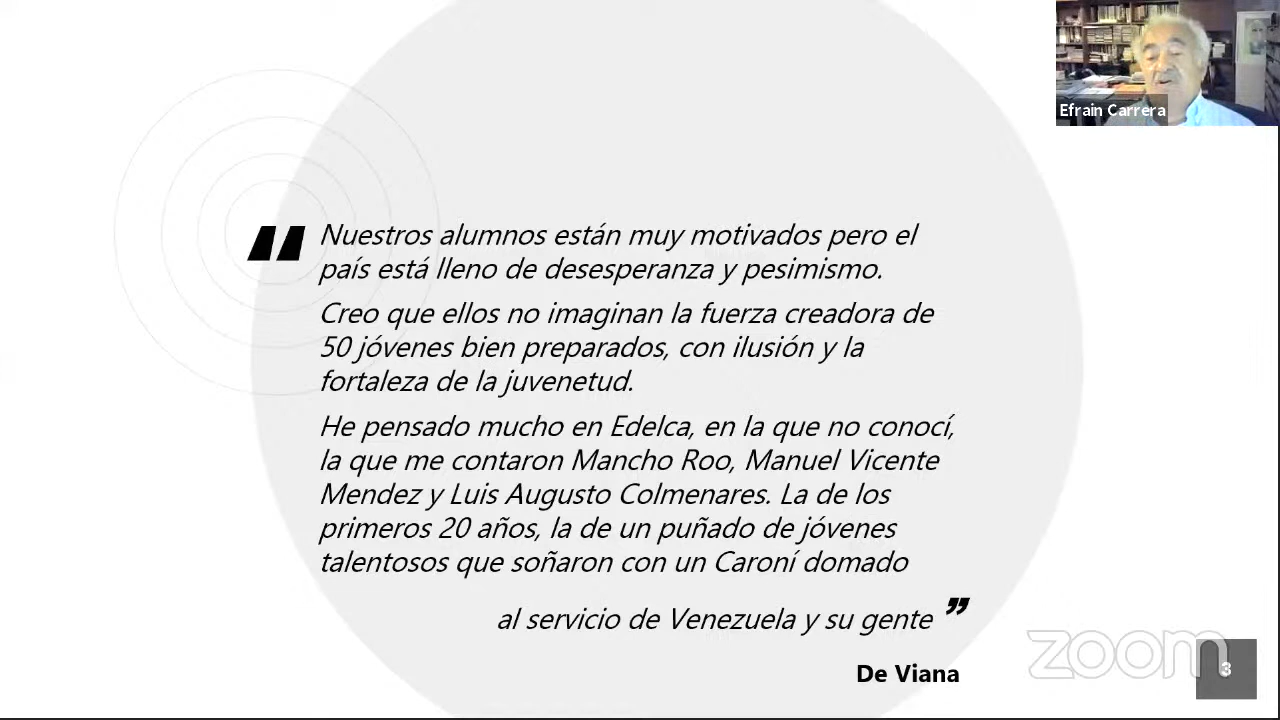 Efrain Carrera
“ Nuestros alumnos están muy motivados pero el
país está lleno de desesperanza y pesimismo.
Creo que ellos no imaginan la fuerza creadora de
50 jóvenes bien preparados, con ilusión y la
fortaleza de la juvenetud.
He pensado mucho en Edelca, en la que no conocí,
la que me contaron Mancho Roo, Manuel Vicente
Mendez y Luis Augusto Colmenares. La de los
primeros 20 años, la de un puñado de jóvenes
talentosos que soñaron con un Caroní domado
al servicio de Venezuela y su gente ”
De Viana
zoom
3